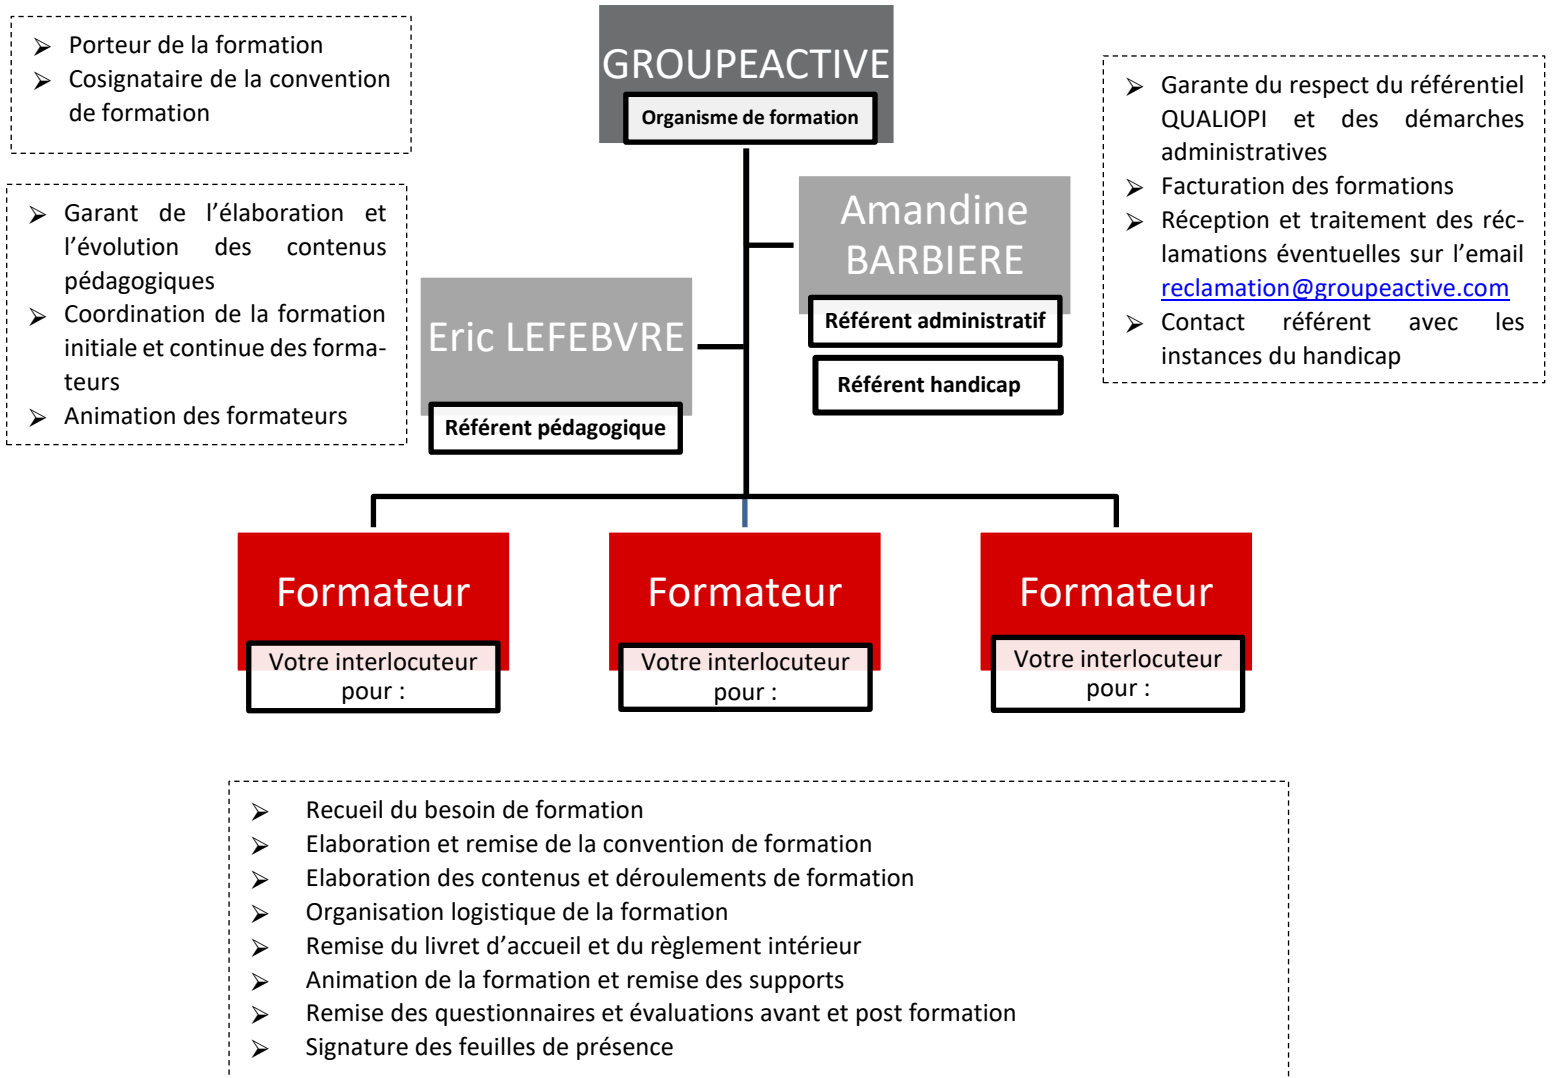 ➢ Porteur de la formation
➢ Cosignataire de la convention
de formation
GROUPEACTIVE
Organisme de formation
➢ Garante du respect du référentiel
QUALIOPI et des démarches
administratives
➢ Facturation des formations
➢ Réception et traitement des réc-
lamations éventuelles sur l’email
reclamation@groupeactive.com
➢ Contact référent avec les
instances du handicap
Amandine
BARBIERE
Référent administratif
Référent handicap
➢ Garant de l’élaboration et
l’évolution des contenus
pédagogiques
➢ Coordination de la formation
initiale et continue des forma-
teurs
➢ Animation des formateurs
Eric LEFEBVRE
Référent pédagogique
Formateur
Votre interlocuteur
pour :
Formateur
Votre interlocuteur
pour :
Formateur
Votre interlocuteur
pour :
➢ Recueil du besoin de formation
➢ Elaboration et remise de la convention de formation
➢ Elaboration des contenus et déroulements de formation
➢ Organisation logistique de la formation
➢ Remise du livret d’accueil et du règlement intérieur
➢ Animation de la formation et remise des supports
➢ Remise des questionnaires et évaluations avant et post formation
➢ Signature des feuilles de présence